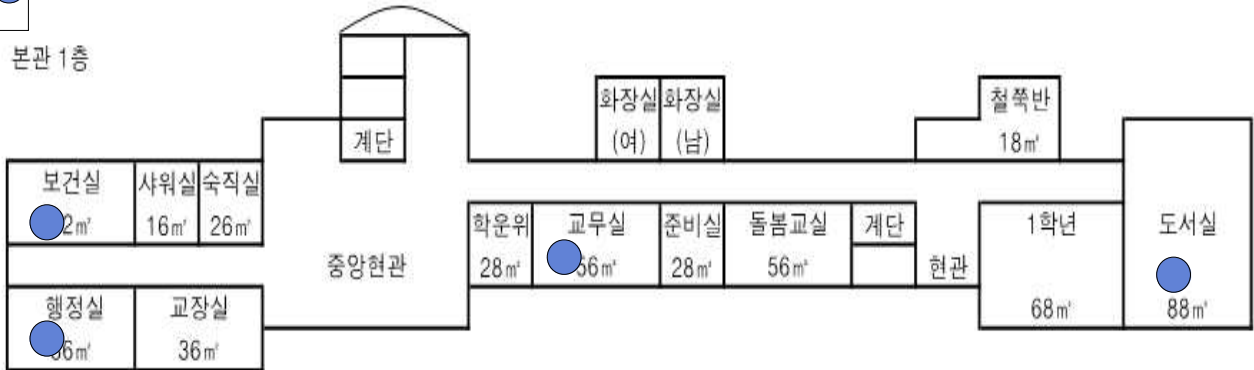 본관 1층
화장실 화장실 철쭉반
계단 (여) (남) 18㎡
보건실 샤워실 숙직실
16㎡ 26㎡
학운위 교무실 준비실 돌봄교실 계단 1학년 도서실
중앙현관 28㎡ 28㎡ 56㎡ 현관
행정실 교장실 68㎡ 88㎡
36㎡